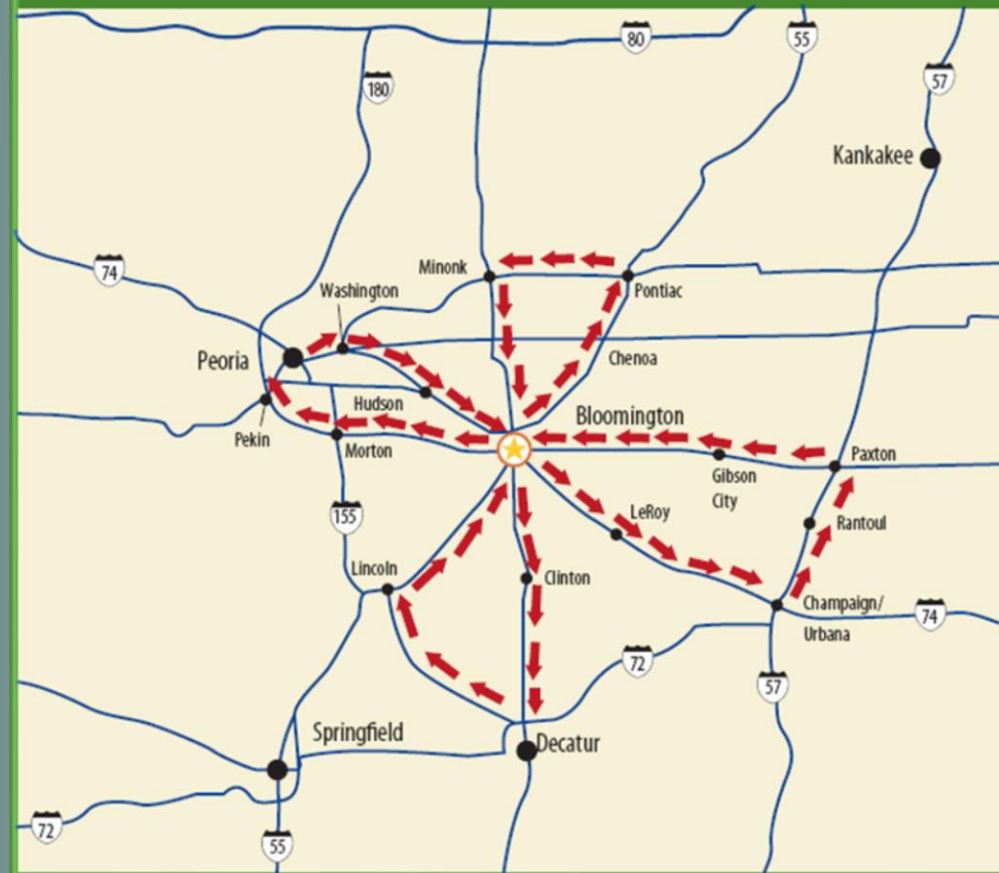 80
55
57
180
Kankakee
74
Minonk
Washington
Pontiac
Peoria
Chenoa
Hudson
Bloomington
Pekin
Morton
Paxton
Gibson
City
155
LeRoy
Rantoul
Lincoln
Clinton
Champaign/
Urbana
74
72
57
Springfield
Decatur
72
55